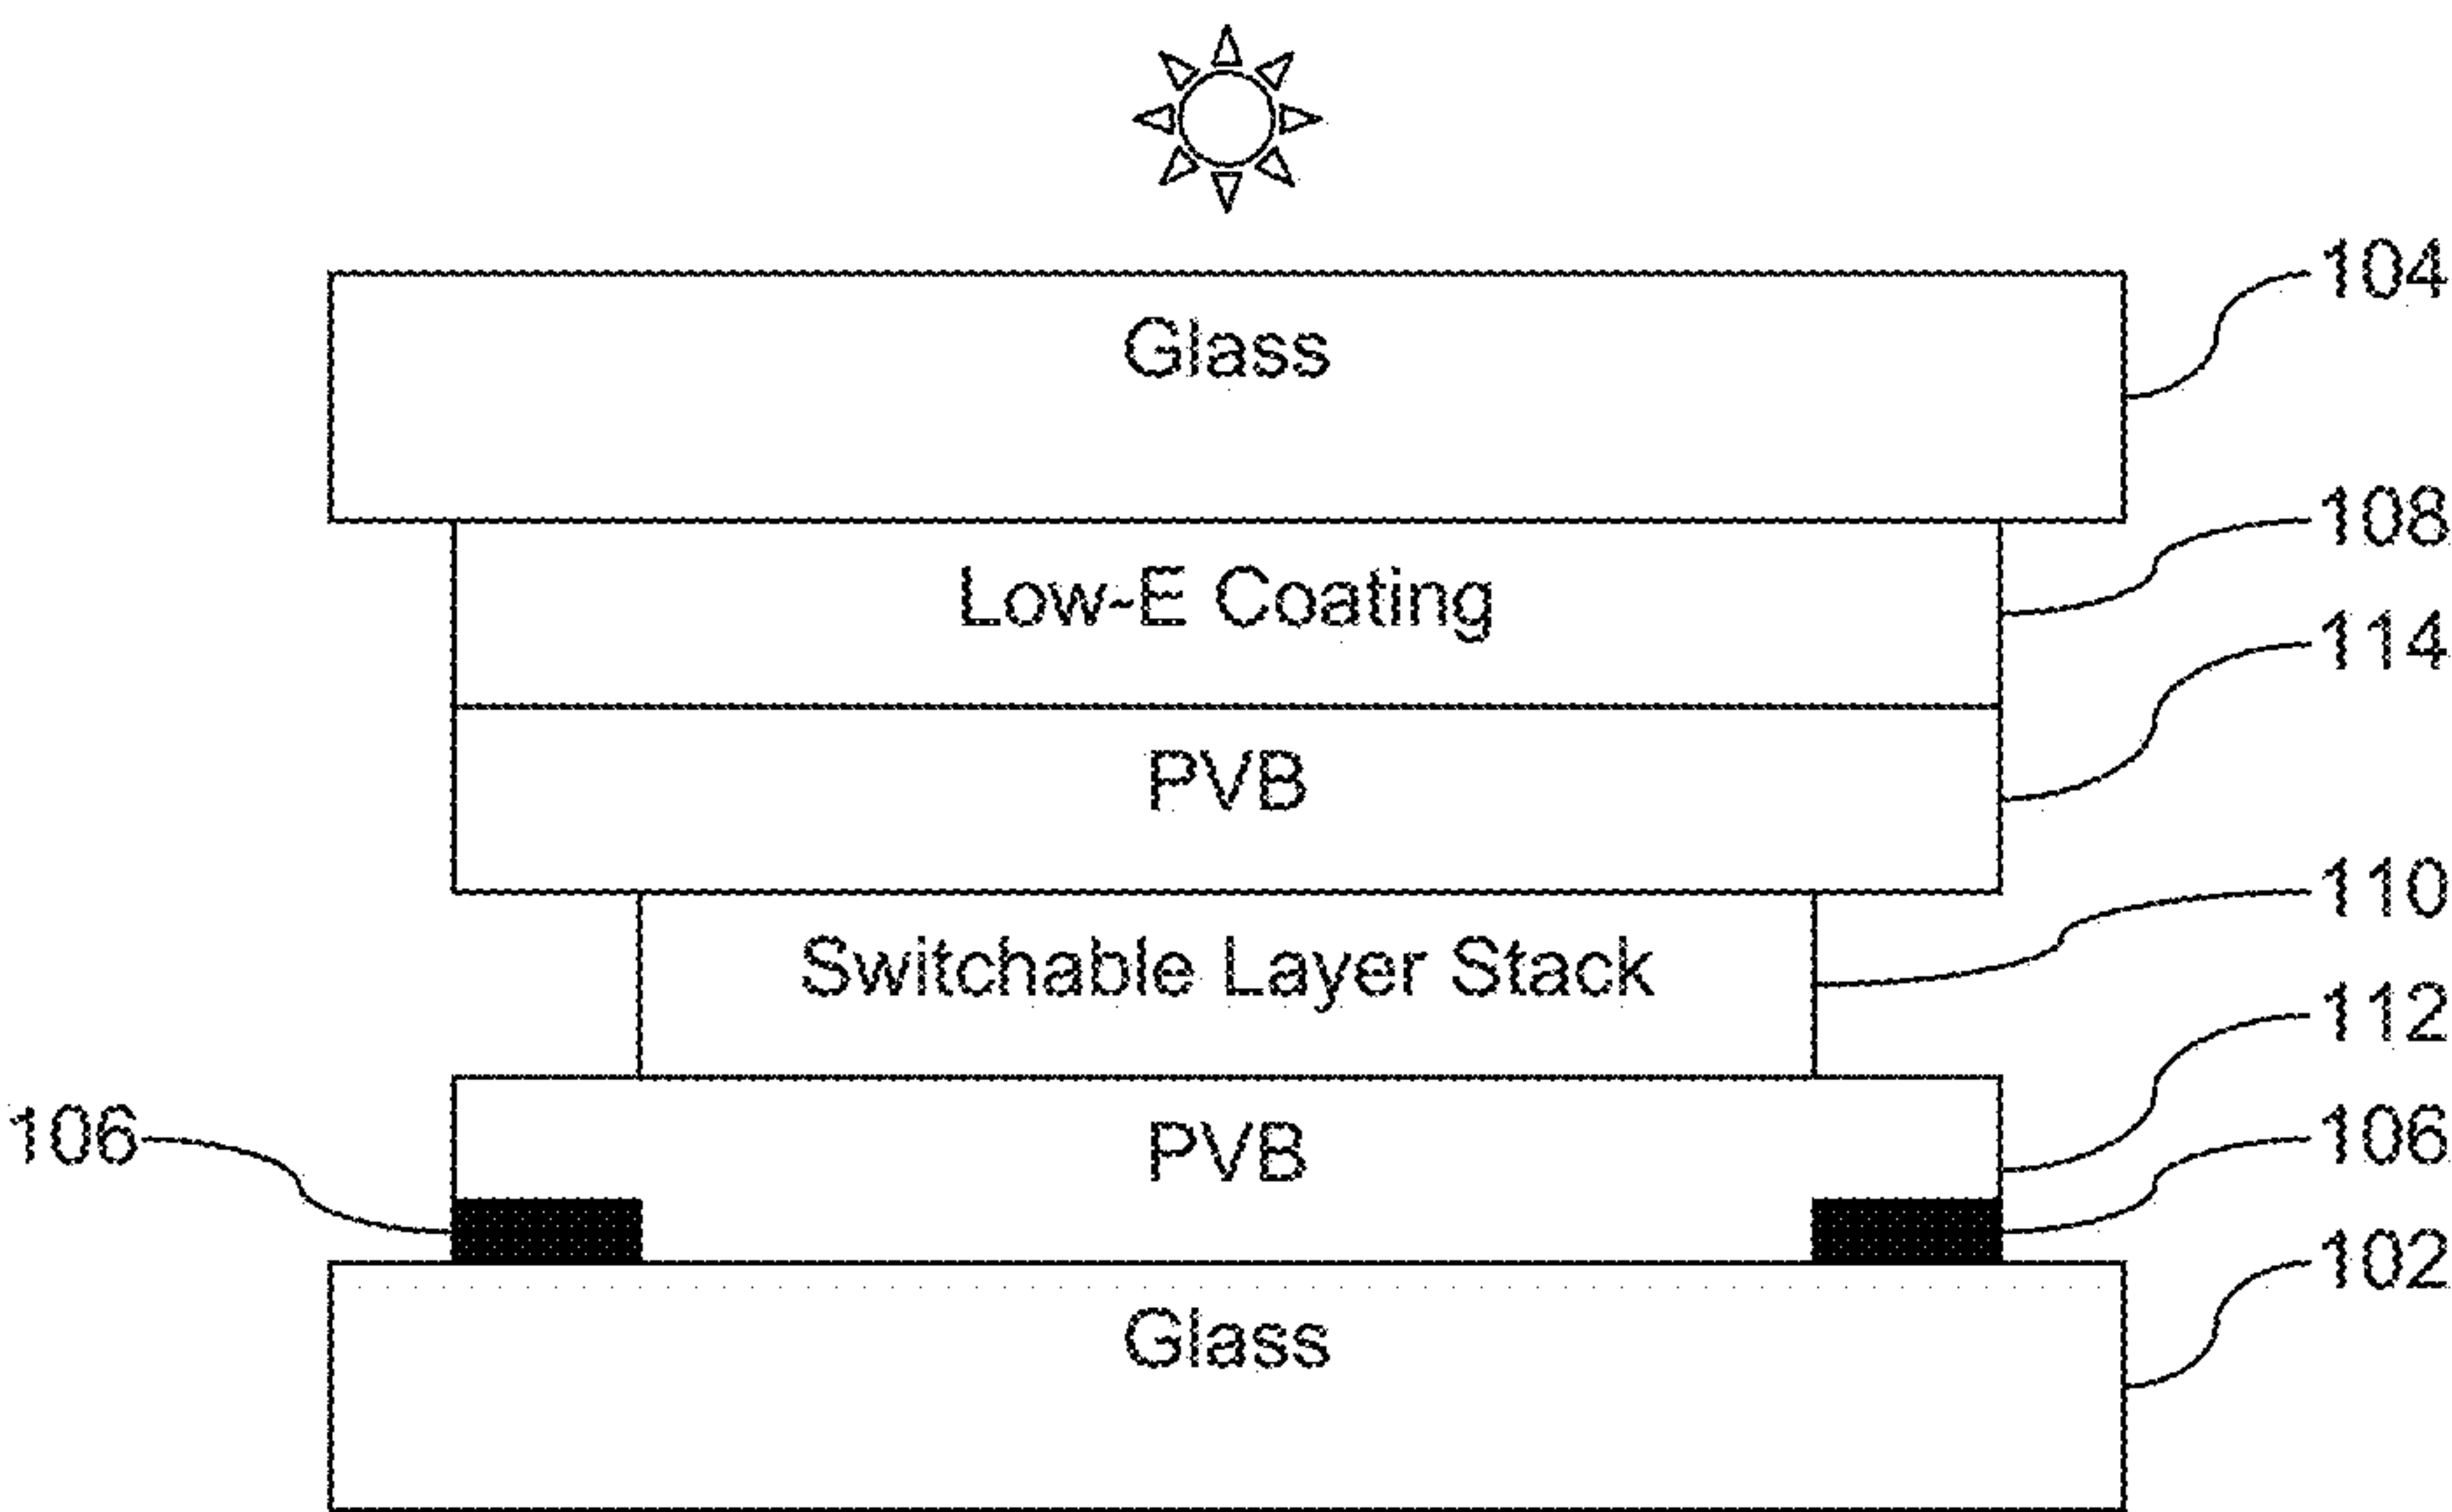 104
Glass
108
Low-E Coating
114
PVB
110
Switchable Layer Stack
112
106
PVB
106
102
Glass